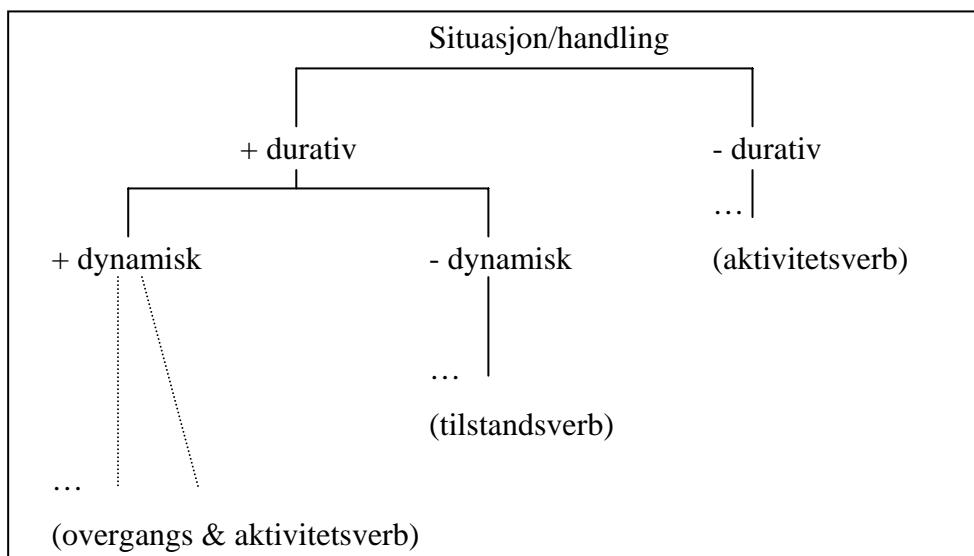 Situasjon/handling
+ durativ - durativ
…
+ dynamisk - dynamisk (aktivitetsverb)
…
(tilstandsverb)
…
(overgangs & aktivitetsverb)